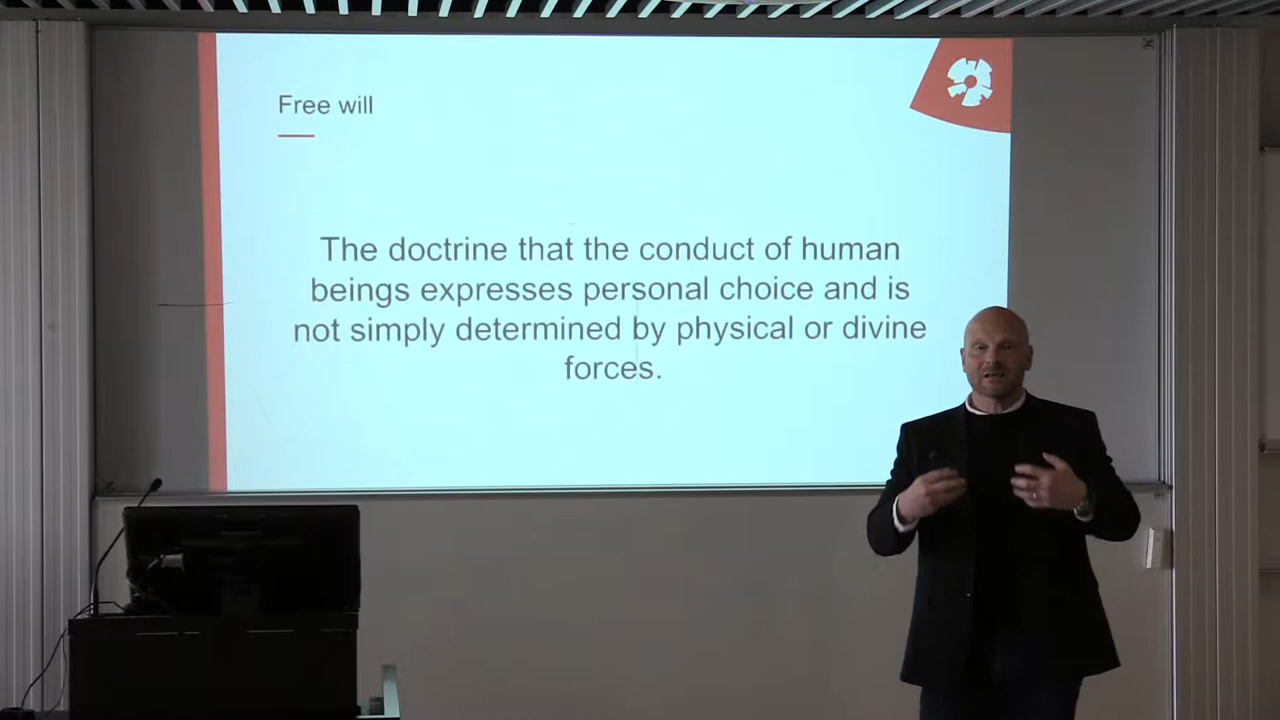 Free will
The doctrine that the conduct of human
beings expresses personal choice and is
not simply determined by physical or divine
forces.